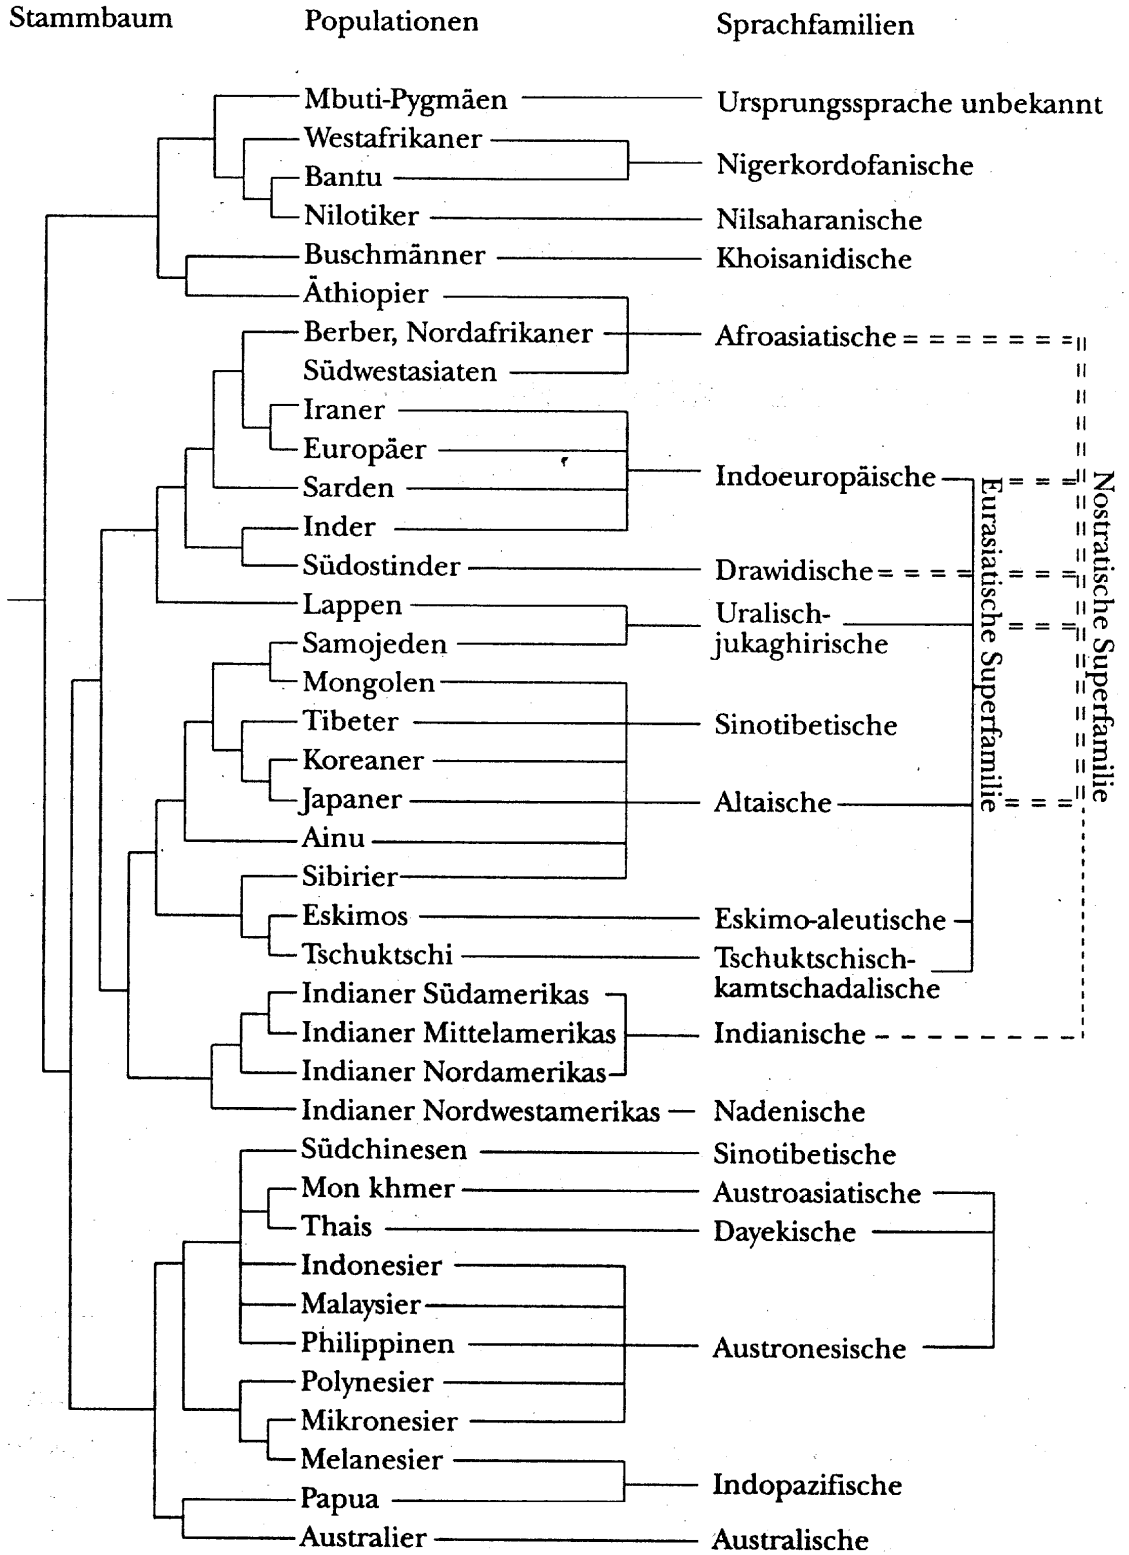 Stammbaum Populationen Sprachfamilien
Mbuti-Pygmäen Ursprungssprache unbekannt
Westafrikaner
Nigerkordofanische
Bantu
Nilotiker Nilsaharanische
Buschmänner Khoisanidische
Äthiopier
Berber, Nordafrikaner Afroasiatische
Südwestasiaten
Iraner
Europäer
Indoeuropäische
Sarden
Inder
Südostinder Drawidische
Lappen
Uralisch-
jukaghirische
Samojeden
Mongolen
Tibeter Sinotibetische
Koreaner
Japaner Altaische
Ainu
Sibirier
Eskimos Eskimo-aleutische
Tschuktschi Tschuktschisch-
kamtschadalische
Indianer Südamerikas
Indianer Mittelamerikas Indianische
Indianer Nordamerikas
Indianer Nordwestamerikas Nadenische
Südchinesen Sinotibetische
Mon khmer Austroasiatische
Thais Dayekische
Indonesier
Malaysier
Philippinen Austronesische
Polynesier
Mikronesier
Melanesier
Indopazifische
Papua
Australier Australische
Eurasiatische Superfamilie
Nostratische Superfamilie